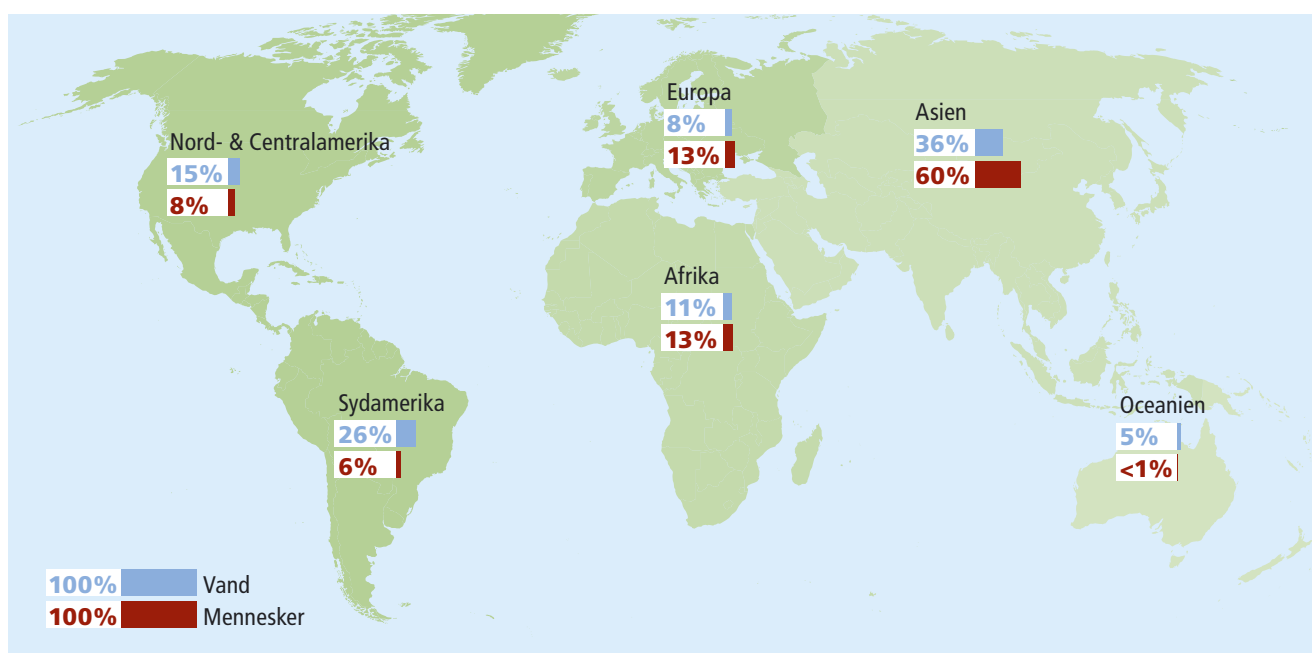 Europa
8%
13%
Asien
36%
60%
Nord- & Centralamerika
15%
8%
Afrika
11%
13%
Sydamerika
26%
6%
Oceanien
5%
<1%
100% Vand
100% Mennesker